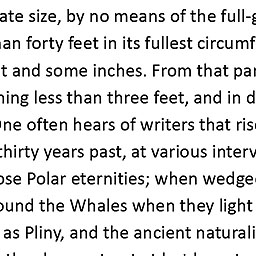 ate size, by no means of the full-g
an forty feet in its fullest circumf
t and some inches. From that par
ning less than three feet, and in d
One often hears of writers that ris
thirty years past, at various interv
ose Polar eternities; when wedge
ound the Whales when they light
as Pliny, and the ancient naturali